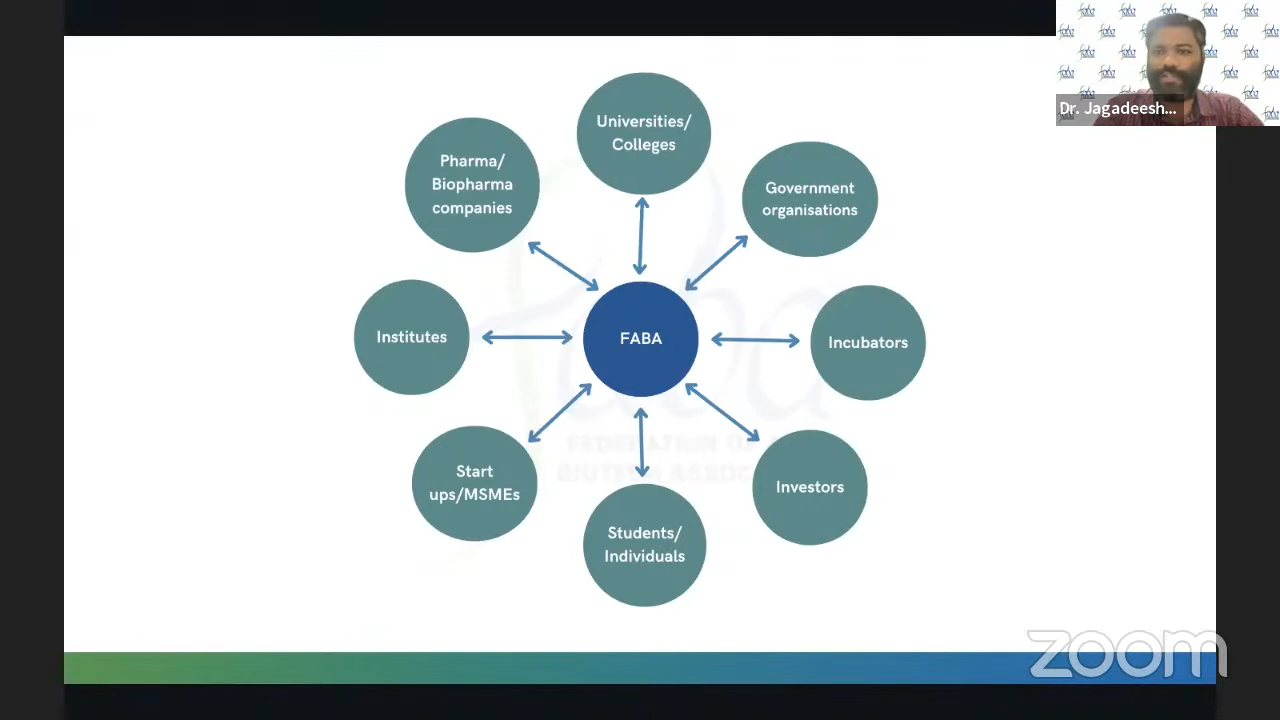 Dr. Jagadeesh...
Universities/
Colleges
Pharma/
Biopharma
companies
Government
organisations
Institutes
FABA
Incubators
Start
ups/MSMEs
Investors
Students/
Individuals
zoom